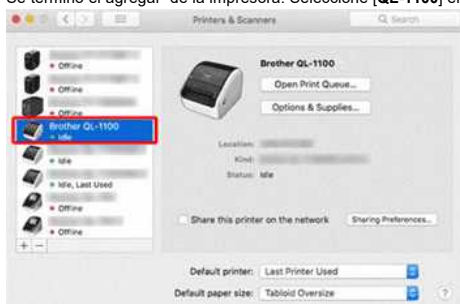 Se terminó el agregar de la impresora. Seleccione [QL-1100] en
Printers & Scanners
Search
Offline
Offline
Offline
Brother QL-1100
Idle
Idle
Idle, Last Used
Offline
Offline
+ −
Brother QL-1100
Open Print Queue...
Options & Supplies...
Location:
Kind:
Status: Idle
Share this printer on the network
Sharing Preferences...
Default printer: Last Printer Used
Default paper size: Tabloid Oversize
?